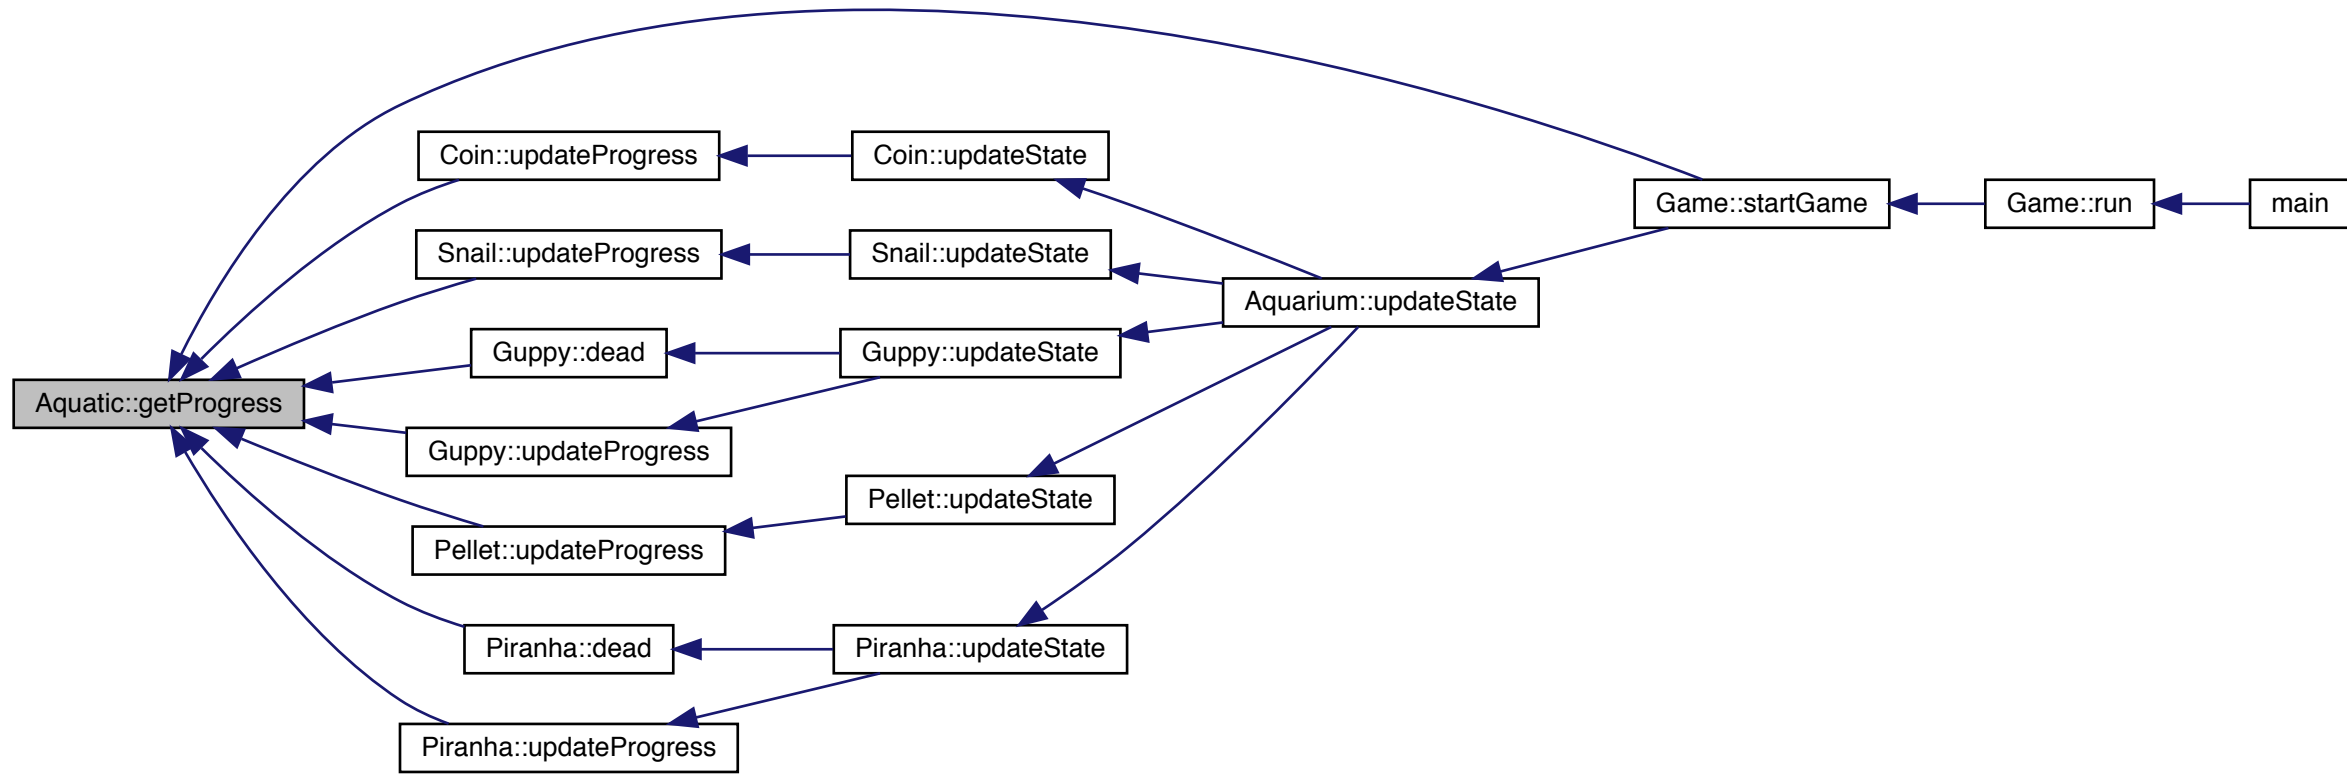 Coin::updateProgress
Coin::updateState
Game::startGame
Game::run
main
Snail::updateProgress
Snail::updateState
Aquarium::updateState
Guppy::dead
Guppy::updateState
Aquatic::getProgress
Guppy::updateProgress
Pellet::updateState
Pellet::updateProgress
Piranha::dead
Piranha::updateState
Piranha::updateProgress